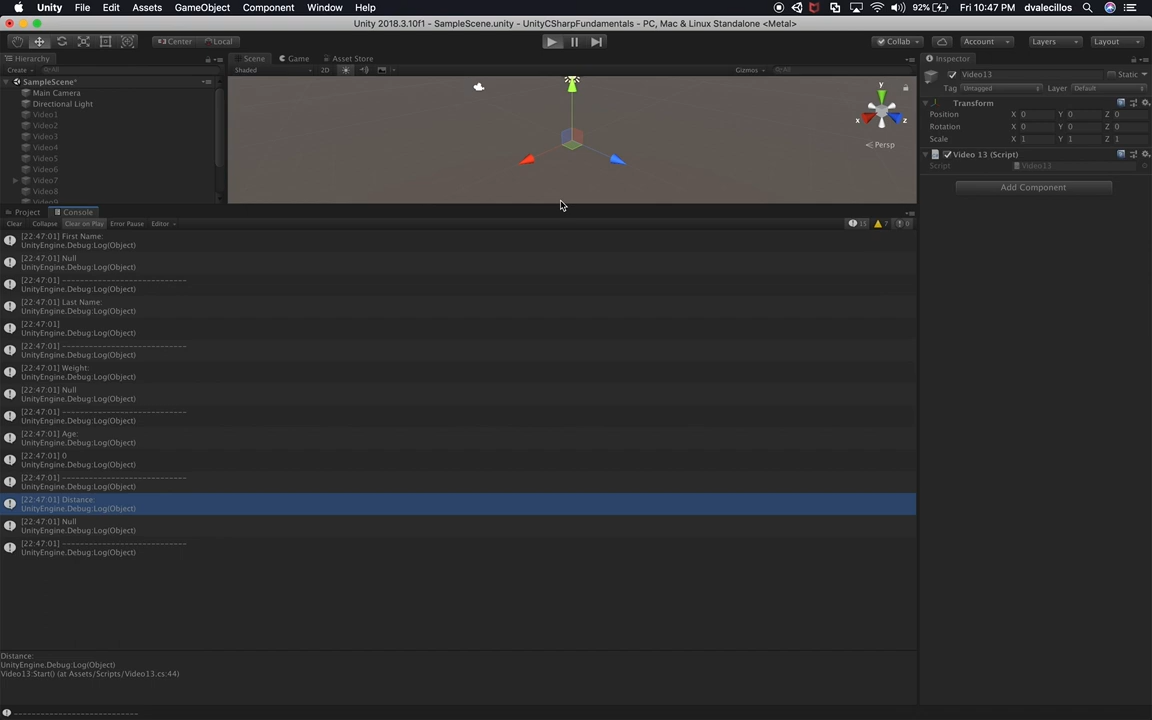 Unity File Edit Assets GameObject Component Window Help 92% Fri 10:47 PM dvalecillos
Unity 2018.3.10f1 - SampleScene.unity - UnityCSharpFundamentals - PC, Mac & Linux Standalone <Metal>
Center Local Collab Account Layers Layout
Hierarchy Scene Game Asset Store Inspector
Create All Shaded 2D Gizmos All Video13 Static
SampleScene*
Tag Untagged Layer Default
Main Camera
Directional Light
Transform
Video1
Position X 0 Y 0 Z 0
Video2
Rotation X 0 Y 0 Z 0
Video3
Scale X 1 Y 1 Z 1
Video4
Video5
Video 13 (Script)
Video6
Script Video13
Video7
Video8
Video9
Add Component
y
x z
Persp
Project Console
Clear Collapse Clear on Play Error Pause Editor 15 7 0
[22:47:01] First Name:
UnityEngine.Debug:Log(Object)
[22:47:01] Null
UnityEngine.Debug:Log(Object)
[22:47:01] ----------------------------
UnityEngine.Debug:Log(Object)
[22:47:01] Last Name:
UnityEngine.Debug:Log(Object)
[22:47:01]
UnityEngine.Debug:Log(Object)
[22:47:01] ----------------------------
UnityEngine.Debug:Log(Object)
[22:47:01] Weight:
UnityEngine.Debug:Log(Object)
[22:47:01] Null
UnityEngine.Debug:Log(Object)
[22:47:01] ----------------------------
UnityEngine.Debug:Log(Object)
[22:47:01] Age:
UnityEngine.Debug:Log(Object)
[22:47:01] 0
UnityEngine.Debug:Log(Object)
[22:47:01] ----------------------------
UnityEngine.Debug:Log(Object)
[22:47:01] Distance:
UnityEngine.Debug:Log(Object)
[22:47:01] Null
UnityEngine.Debug:Log(Object)
[22:47:01] ----------------------------
UnityEngine.Debug:Log(Object)
Distance:
UnityEngine.Debug:Log(Object)
Video13:Start() (at Assets/Scripts/Video13.cs:44)
----------------------------